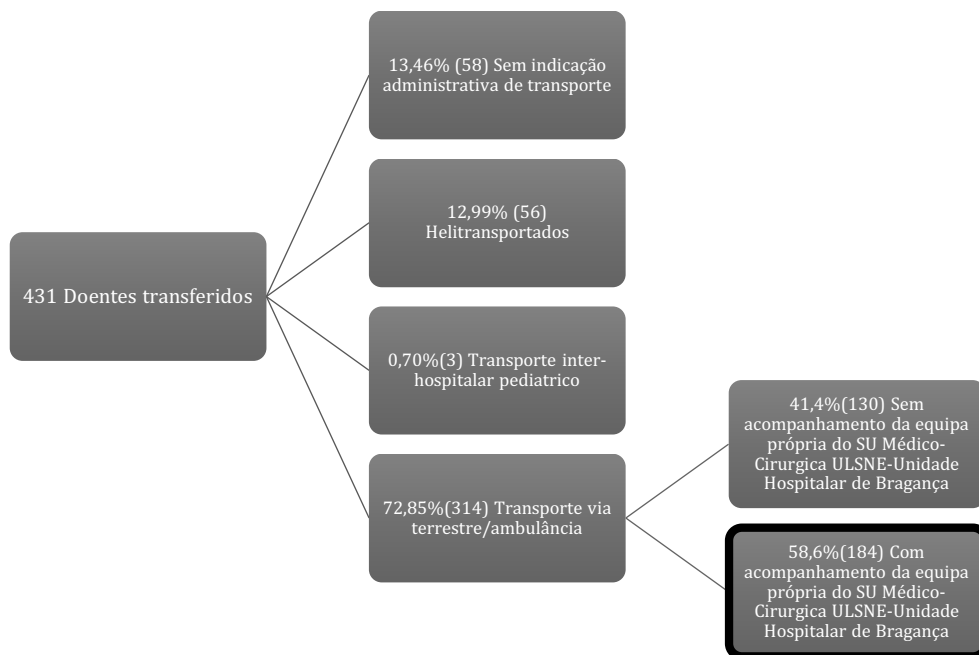 431 Doentes transferidos
13,46% (58) Sem indicação
administrativa de transporte
12,99% (56)
Helitransportados
0,70%(3) Transporte inter-
hospitalar pediatrico
72,85%(314) Transporte via
terrestre/ambulância
41,4%(130) Sem
acompanhamento da equipa
própria do SU Médico-
Cirurgica ULSNE-Unidade
Hospitalar de Bragança
58,6%(184) Com
acompanhamento da equipa
própria do SU Médico-
Cirurgica ULSNE-Unidade
Hospitalar de Bragança